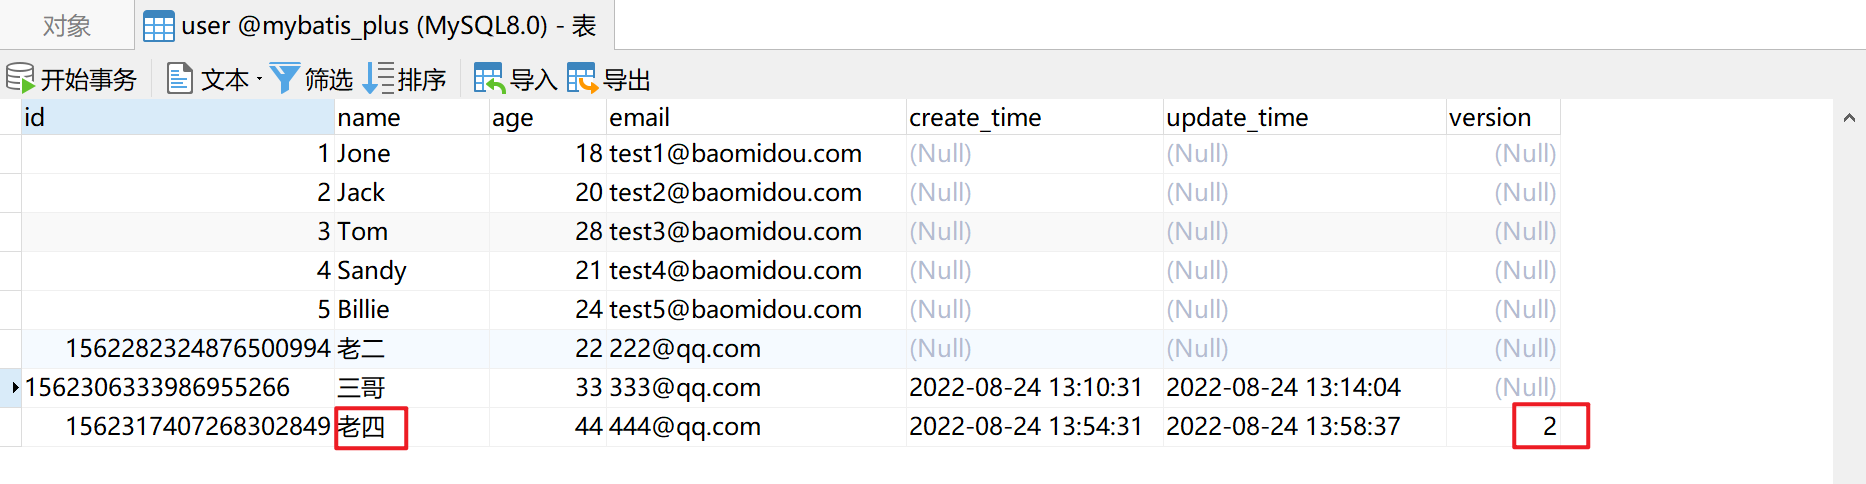 对象 user @mybatis_plus (MySQL8.0) - 表
开始事务 文本 筛选 排序 导入 导出
id name age email create_time update_time version
1 Jone 18 test1@baomidou.com (Null) (Null) (Null)
2 Jack 20 test2@baomidou.com (Null) (Null) (Null)
3 Tom 28 test3@baomidou.com (Null) (Null) (Null)
4 Sandy 21 test4@baomidou.com (Null) (Null) (Null)
5 Billie 24 test5@baomidou.com (Null) (Null) (Null)
1562282324876500994 老二 22 222@qq.com (Null) (Null) (Null)
1562306333986955266 三哥 33 333@qq.com 2022-08-24 13:10:31 2022-08-24 13:14:04 (Null)
1562317407268302849 老四 44 444@qq.com 2022-08-24 13:54:31 2022-08-24 13:58:37 2